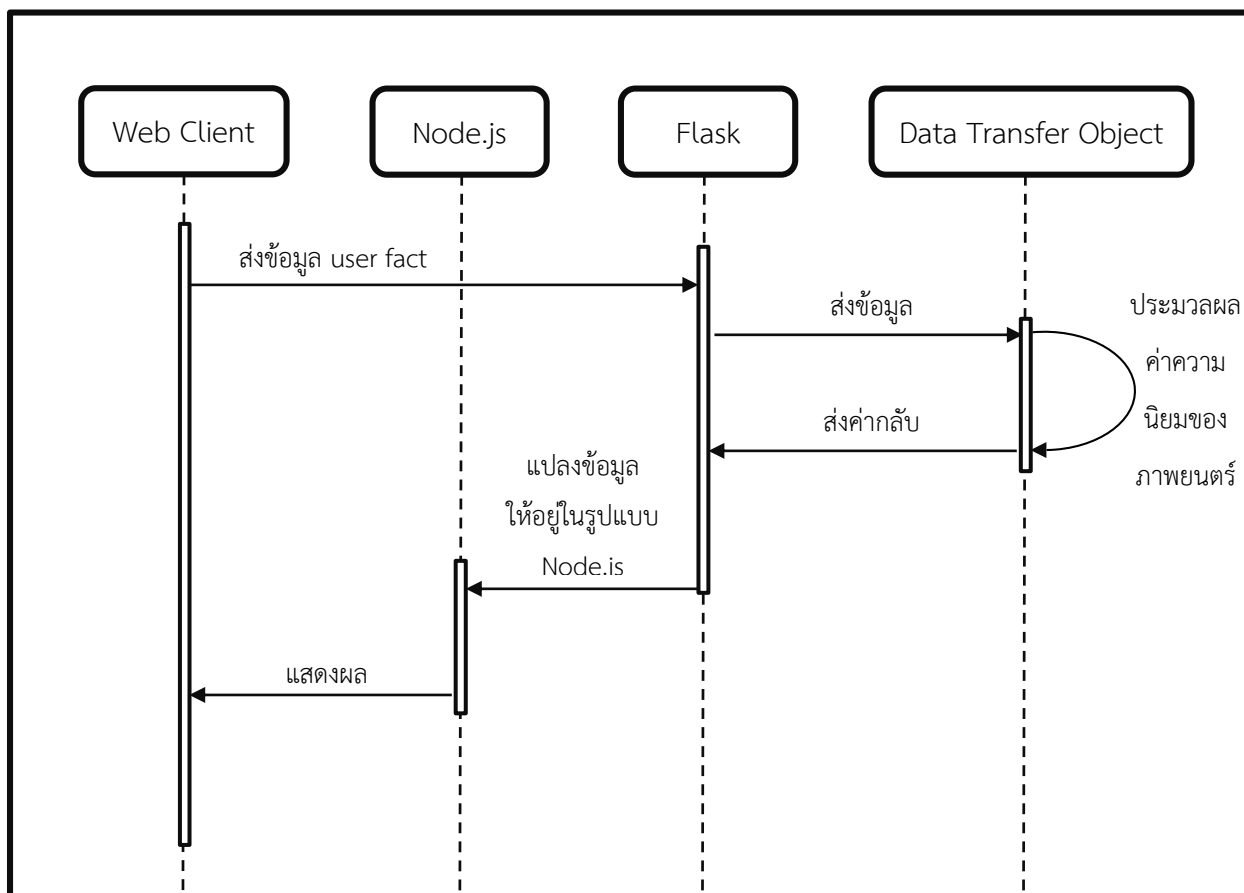 Web Client
Node.js
Flask
Data Transfer Object
ส่งข้อมูล user fact
ส่งข้อมูล
ประมวลผล
ค่าความ
นิยมของ
ภาพยนตร์
ส่งค่ากลับ
แปลงข้อมูล
ให้อยู่ในรูปแบบ
Node.js
แสดงผล